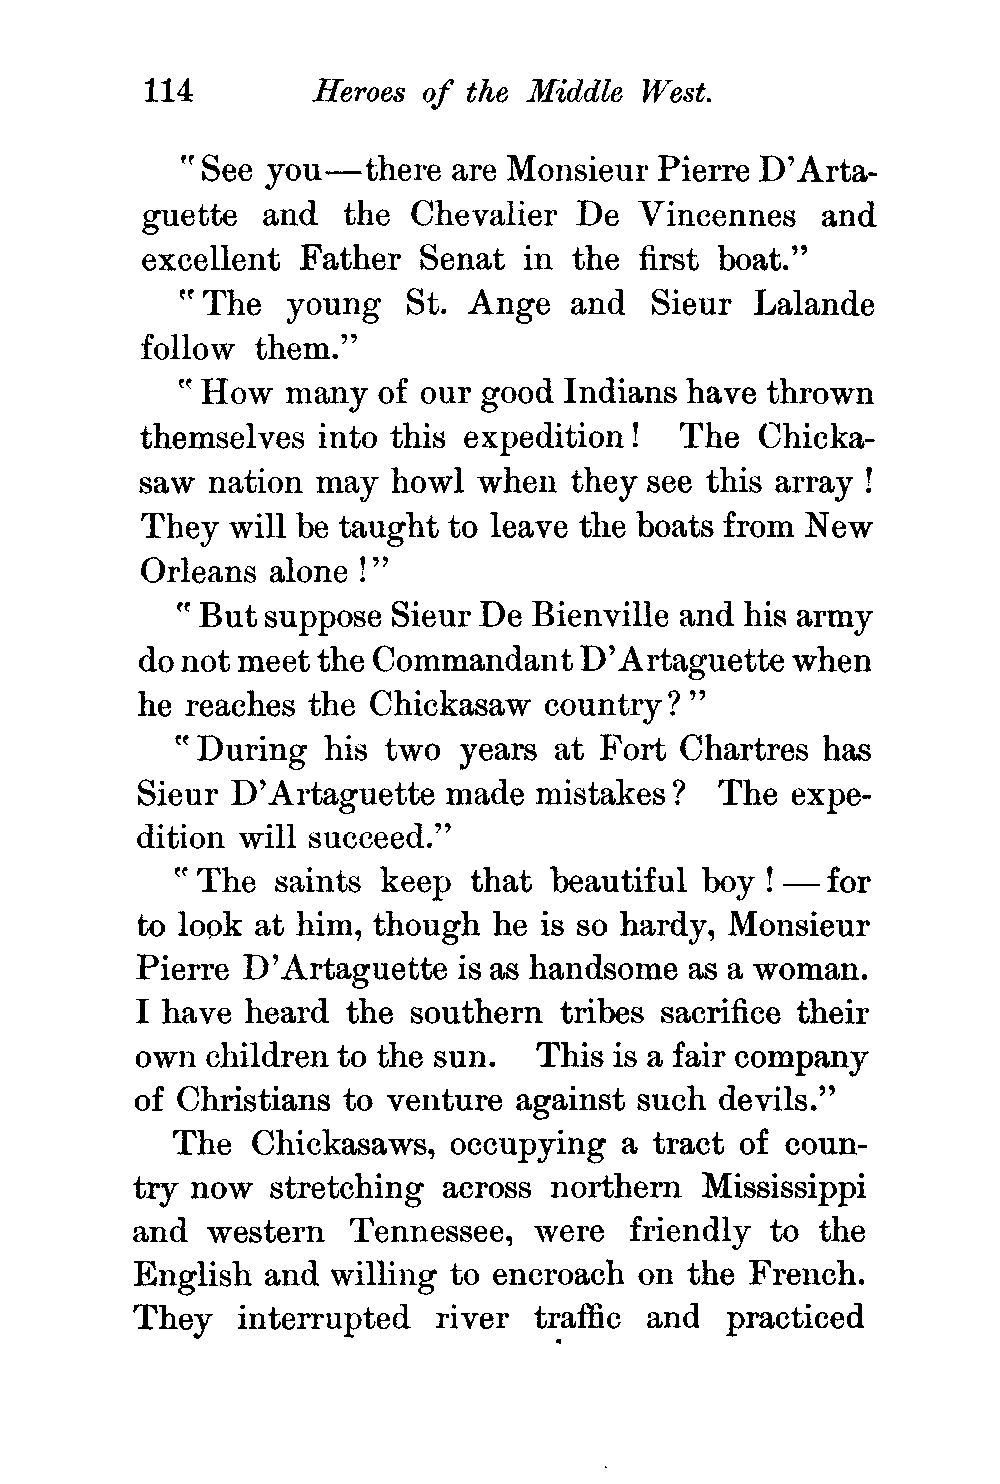 114 Heroes of the Middle West.
"See you—there are Monsieur Pierre D'Arta-
guette and the Chevalier De Vincennes and
excellent Father Senat in the first boat."
"The young St. Ange and Sieur Lalande
follow them."
"How many of our good Indians have thrown
themselves into this expedition! The Chicka-
saw nation may howl when they see this array!
They will be taught to leave the boats from New
Orleans alone!"
"But suppose Sieur De Bienville and his army
do not meet the Commandant D'Artaguette when
he reaches the Chickasaw country?"
"During his two years at Fort Chartres has
Sieur D'Artaguette made mistakes? The expe-
dition will succeed."
"The saints keep that beautiful boy!—for
to look at him, though he is so hardy, Monsieur
Pierre D'Artaguette is as handsome as a woman.
I have heard the southern tribes sacrifice their
own children to the sun. This is a fair company
of Christians to venture against such devils."
The Chickasaws, occupying a tract of coun-
try now stretching across northern Mississippi
and western Tennessee, were friendly to the
English and willing to encroach on the French.
They interrupted river traffic and practiced